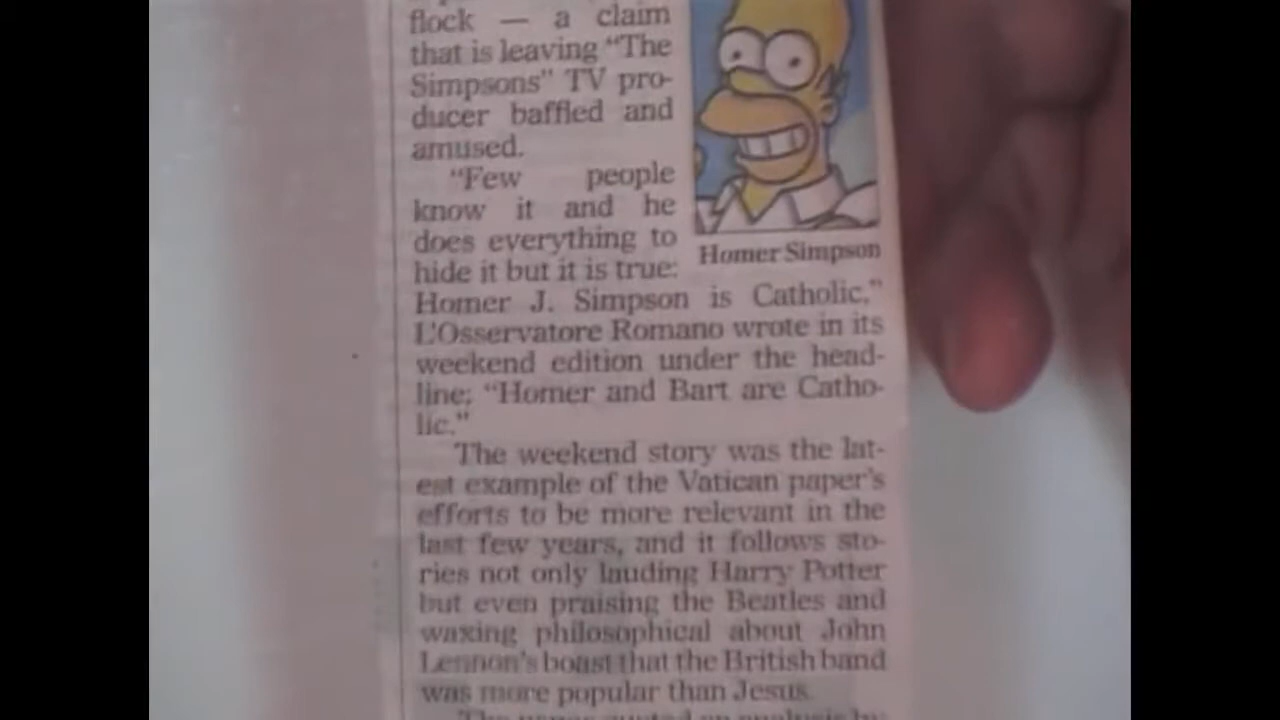 flock — a claim
that is leaving "The
Simpsons" TV pro-
ducer baffled and
amused.
"Few people
know it and he
does everything to
hide it but it is true:
Homer Simpson
Homer J. Simpson is Catholic,"
L'Osservatore Romano wrote in its
weekend edition under the head-
line: "Homer and Bart are Catho-
lic."
The weekend story was the lat-
est example of the Vatican paper's
efforts to be more relevant in the
last few years, and it follows sto-
ries not only lauding Harry Potter
but even praising the Beatles and
waxing philosophical about John
Lennon's boast that the British band
was more popular than Jesus.